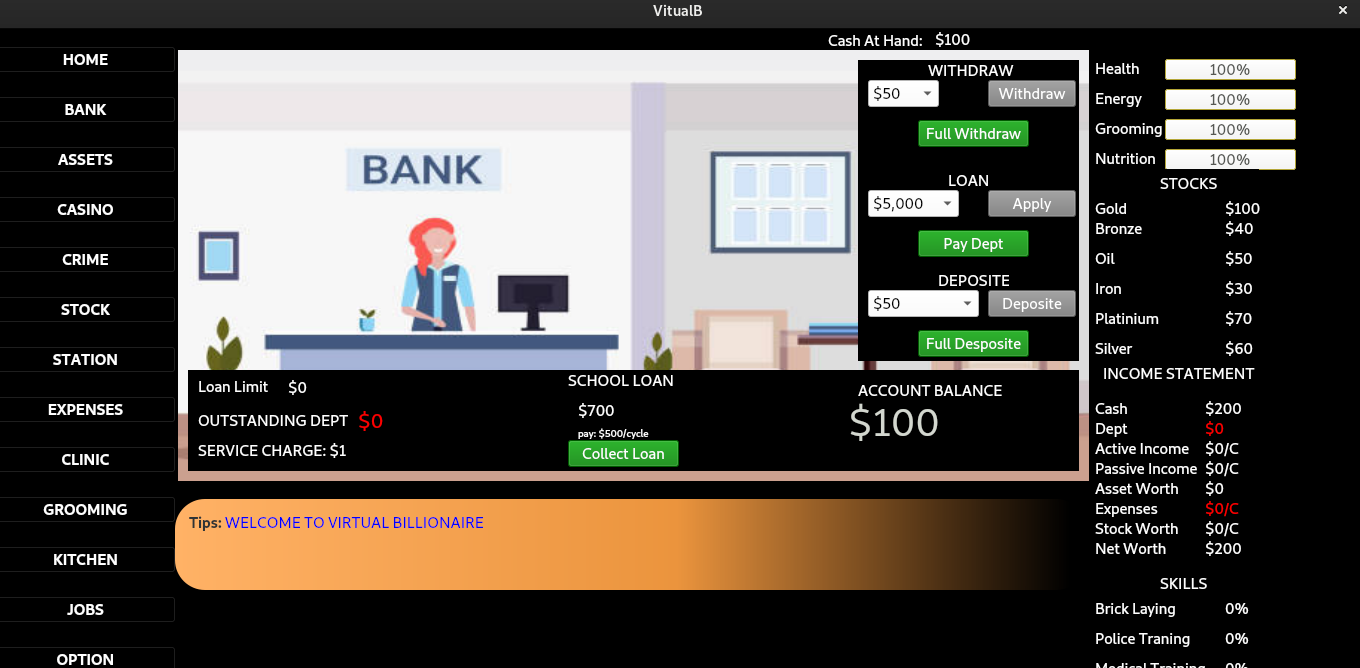 VitualB
×
HOME
BANK
ASSETS
CASINO
CRIME
STOCK
STATION
EXPENSES
CLINIC
GROOMING
KITCHEN
JOBS
OPTION
Cash At Hand: $100
BANK
WITHDRAW
$50 Withdraw
Full Withdraw
LOAN
$5,000 Apply
Pay Dept
DEPOSITE
$50 Deposite
Full Desposite
Loan Limit $0
OUTSTANDING DEPT $0
SERVICE CHARGE: $1
SCHOOL LOAN
$700
pay: $500/cycle
Collect Loan
ACCOUNT BALANCE
$100
Tips: WELCOME TO VIRTUAL BILLIONAIRE
Health 100%
Energy 100%
Grooming 100%
Nutrition 100%
STOCKS
Gold $100
Bronze $40
Oil $50
Iron $30
Platinium $70
Silver $60
INCOME STATEMENT
Cash $200
Dept $0
Active Income $0/C
Passive Income $0/C
Asset Worth $0
Expenses $0/C
Stock Worth $0/C
Net Worth $200
SKILLS
Brick Laying 0%
Police Traning 0%
Medical Training 0%